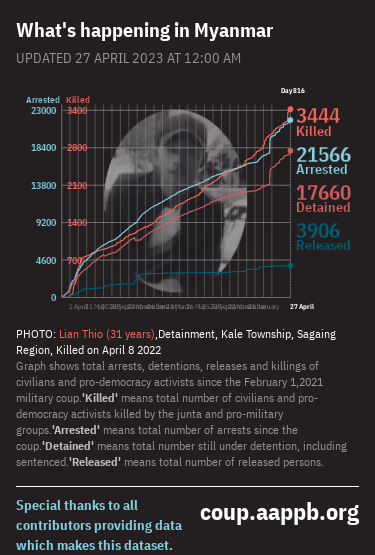 What's happening in Myanmar
UPDATED 27 APRIL 2023 AT 12:00 AM
Day816
Arrested Killed
23000 3400
3444
Killed
18400 2800
21566
Arrested
13800 2100
17660
Detained
9200 1400
3906
Released
4600 700
0
27 April
PHOTO: Lian Thio (31 years),Detainment, Kale Township, Sagaing
Region, Killed on April 8 2022
Graph shows total arrests, detentions, releases and killings of
civilians and pro-democracy activists since the February 1,2021
military coup.'Killed' means total number of civilians and pro-
democracy activists killed by the junta and pro-military
groups.'Arrested' means total number of arrests since the
coup.'Detained' means total number still under detention, including
sentenced.'Released' means total number of released persons.
Special thanks to all
contributors providing data
which makes this dataset.
coup.aappb.org